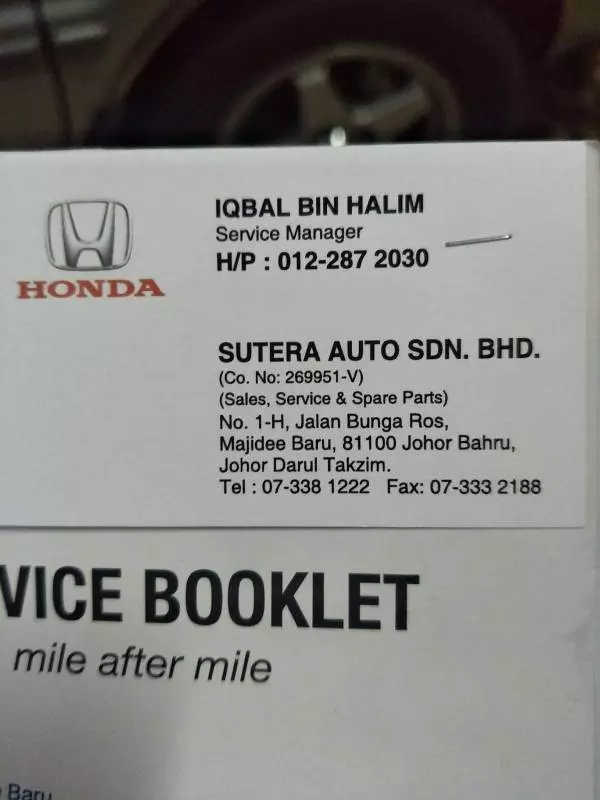 HONDA
IQBAL BIN HALIM
Service Manager
H/P : 012-287 2030
SUTERA AUTO SDN. BHD.
(Co. No: 269951-V)
(Sales, Service & Spare Parts)
No. 1-H, Jalan Bunga Ros,
Majidee Baru, 81100 Johor Bahru,
Johor Darul Takzim.
Tel : 07-338 1222 Fax: 07-333 2188
VICE BOOKLET
mile after mile
Baru